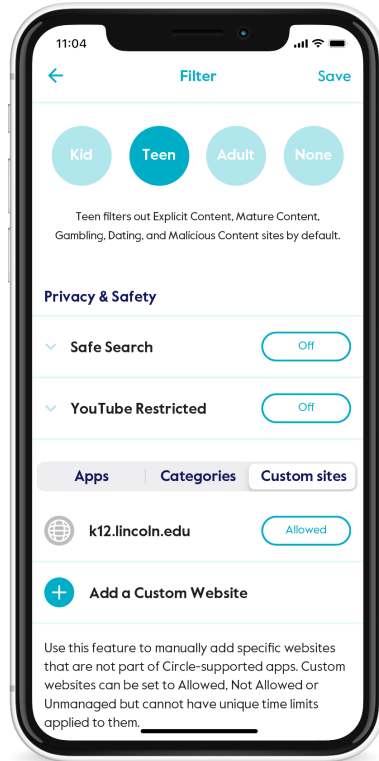 11:04
Filter
Save
Kid
Teen
Adult
None
Teen filters out Explicit Content, Mature Content,
Gambling, Dating, and Malicious Content sites by default.
Privacy & Safety
Safe Search
Off
YouTube Restricted
Off
Apps
Categories
Custom sites
k12.lincoln.edu
Allowed
Add a Custom Website
Use this feature to manually add specific websites
that are not part of Circle-supported apps. Custom
websites can be set to Allowed, Not Allowed or
Unmanaged but cannot have unique time limits
applied to them.